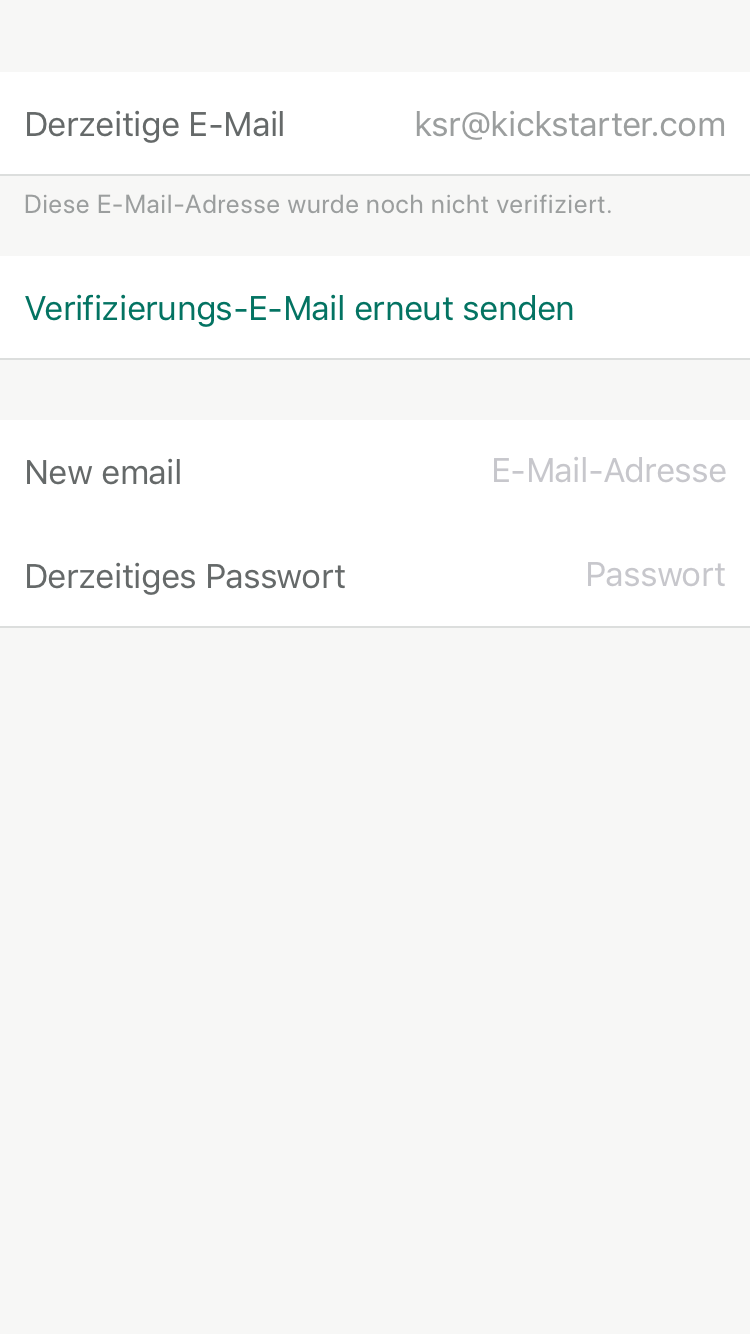 Derzeitige E-Mail ksr@kickstarter.com
Diese E-Mail-Adresse wurde noch nicht verifiziert.
Verifizierungs-E-Mail erneut senden
New email E-Mail-Adresse
Derzeitiges Passwort Passwort